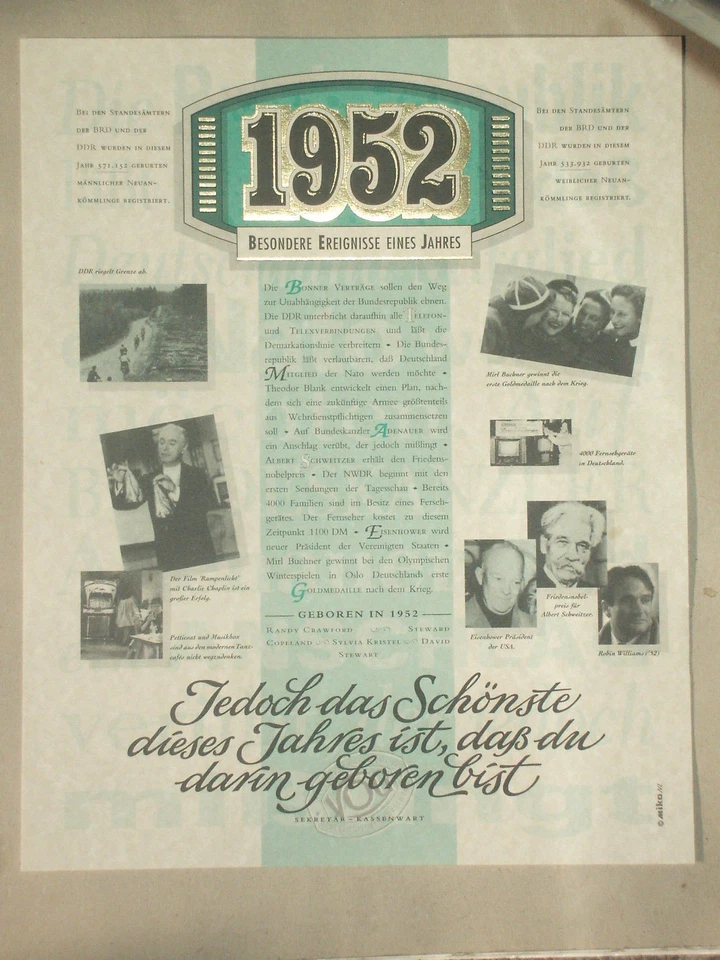 1952
BESONDERE EREIGNISSE EINES JAHRES
BEI DEN STANDESÄMTERN
DER BRD UND DER
DDR WURDEN IN DIESEM
JAHR 571.132 GEBURTEN
MÄNNLICHER NEUAN-
KÖMMLINGE REGISTRIERT.
BEI DEN STANDESÄMTERN
DER BRD UND DER
DDR WURDEN IN DIESEM
JAHR 533.932 GEBURTEN
WEIBLICHER NEUAN-
KÖMMLINGE REGISTRIERT.
DDR riegelt Grenze ab.
Der Film 'Rampenlicht'
mit Charlie Chaplin ist ein
großer Erfolg.
Petticoat und Musikbox
sind aus den modernen Tanz-
cafés nicht wegzudenken.
Die BONNER VERTRÄGE sollen den Weg
zur Unabhängigkeit der Bundesrepublik ebnen.
Die DDR unterbricht daraufhin alle TELEFON-
und TELEXVERBINDUNGEN und läßt die
Demarkationslinie verbreitern • Die Bundes-
republik läßt verlautbaren, daß Deutschland
MITGLIED der Nato werden möchte •
Theodor Blank entwickelt einen Plan, nach-
dem sich eine zukünftige Armee größtenteils
aus Wehrdienstpflichtigen zusammensetzen
soll • Auf Bundeskanzler ADENAUER wird
ein Anschlag verübt, der jedoch mißlingt •
ALBERT SCHWEITZER erhält den Friedens-
nobelpreis • Der NWDR beginnt mit den
ersten Sendungen der Tagesschau • Bereits
4000 Familien sind im Besitz eines Fernseh-
gerätes. Der Fernseher kostet zu diesem
Zeitpunkt 1100 DM • EISENHOWER wird
neuer Präsident der Vereinigten Staaten •
Mirl Buchner gewinnt bei den Olympischen
Winterspielen in Oslo Deutschlands erste
GOLDMEDAILLE nach dem Krieg.
GEBOREN IN 1952
RANDY CRAWFORD STEWARD
COPELAND SYLVIA KRISTEL DAVID
STEWART
Mirl Buchner gewinnt die
erste Goldmedaille nach dem Krieg.
4000 Fernsehgeräte
in Deutschland.
Friedensnobel-
preis für
Albert Schweitzer.
Eisenhower Präsident
der USA.
Robin Williams (*52)
Jedoch das Schönste
dieses Jahres ist, daß du
darin geboren bist
SEKRETÄR - KASSENWART
© mika